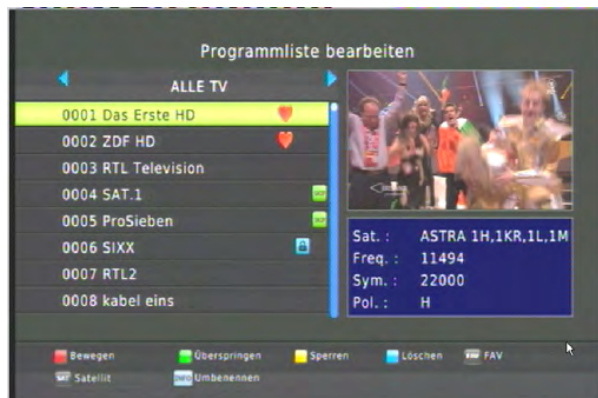 Programmliste bearbeiten
ALLE TV
0001 Das Erste HD
0002 ZDF HD
0003 RTL Television
0004 SAT.1
0005 ProSieben
0006 SIXX
0007 RTL2
0008 kabel eins
Sat. : ASTRA 1H,1KR,1L,1M
Freq. : 11494
Sym. : 22000
Pol. : H
Bewegen Überspringen Sperren Löschen FAV
SAT Satellit INFO Umbenennen